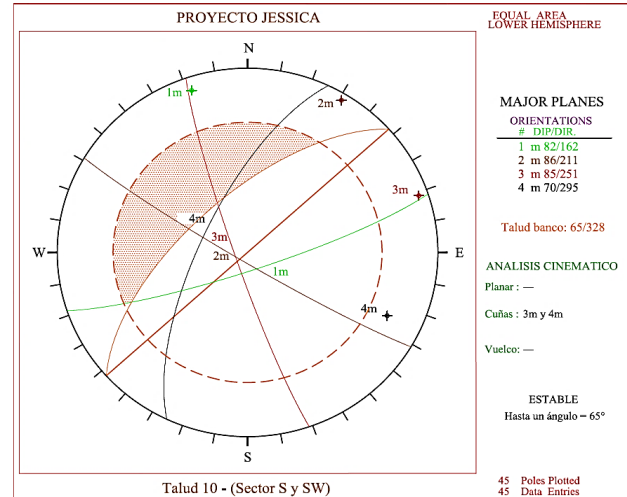 PROYECTO JESSICA
EQUAL AREA
LOWER HEMISPHERE
N
1m
2m
3m
4m
3m
2m
W
E
1m
4m
S
MAJOR PLANES
ORIENTATIONS
# DIP/DIR.
1 m 82/162
2 m 86/211
3 m 85/251
4 m 70/295
Talud banco: 65/328
ANALISIS CINEMATICO
Planar : —
Cuñas : 3m y 4m
Vuelco: —
ESTABLE
Hasta un ángulo = 65°
45 Poles Plotted
45 Data Entries
Talud 10 - (Sector S y SW)